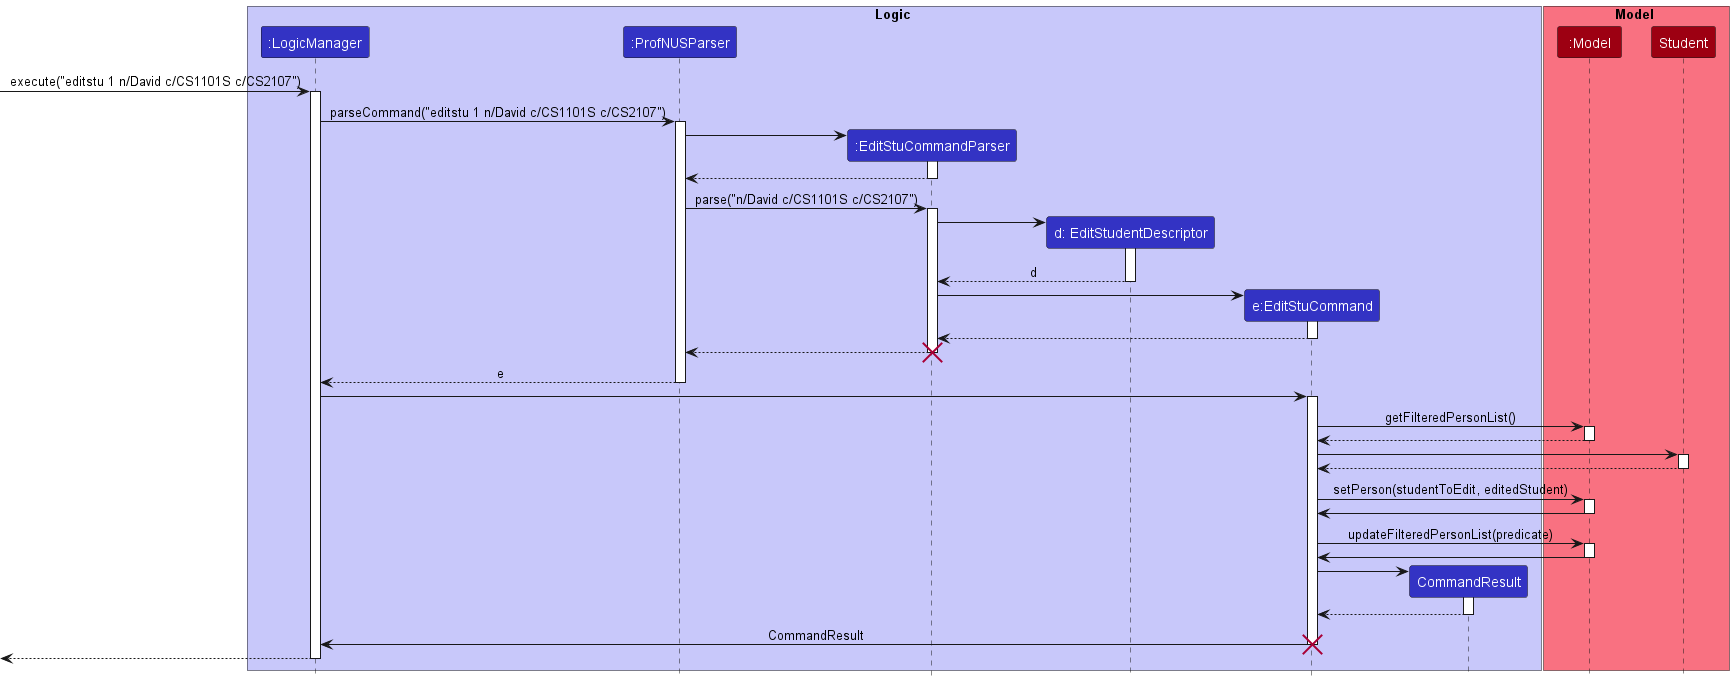 Logic
Model
:LogicManager
:ProfNUSParser
:Model
Student
execute("editstu 1 n/David c/CS1101S c/CS2107")
parseCommand("editstu 1 n/David c/CS1101S c/CS2107")
:EditStuCommandParser
parse("n/David c/CS1101S c/CS2107")
d: EditStudentDescriptor
d
e:EditStuCommand
e
getFilteredPersonList()
setPerson(studentToEdit, editedStudent)
updateFilteredPersonList(predicate)
CommandResult
CommandResult